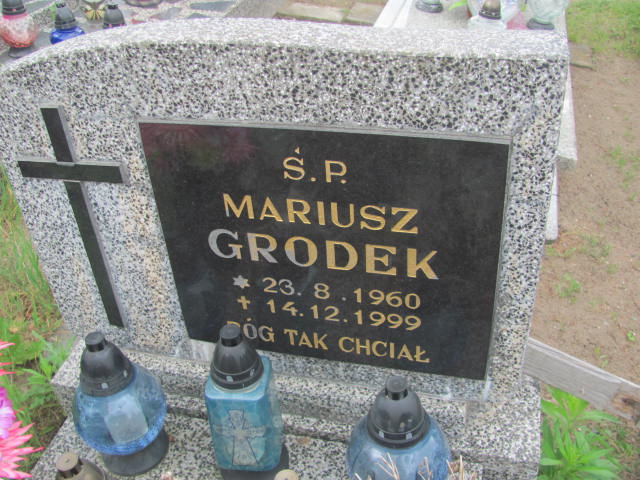 Ś.P.
MARIUSZ
GRODEK
* 23.8.1960
+ 14.12.1999
BÓG TAK CHCIAŁ